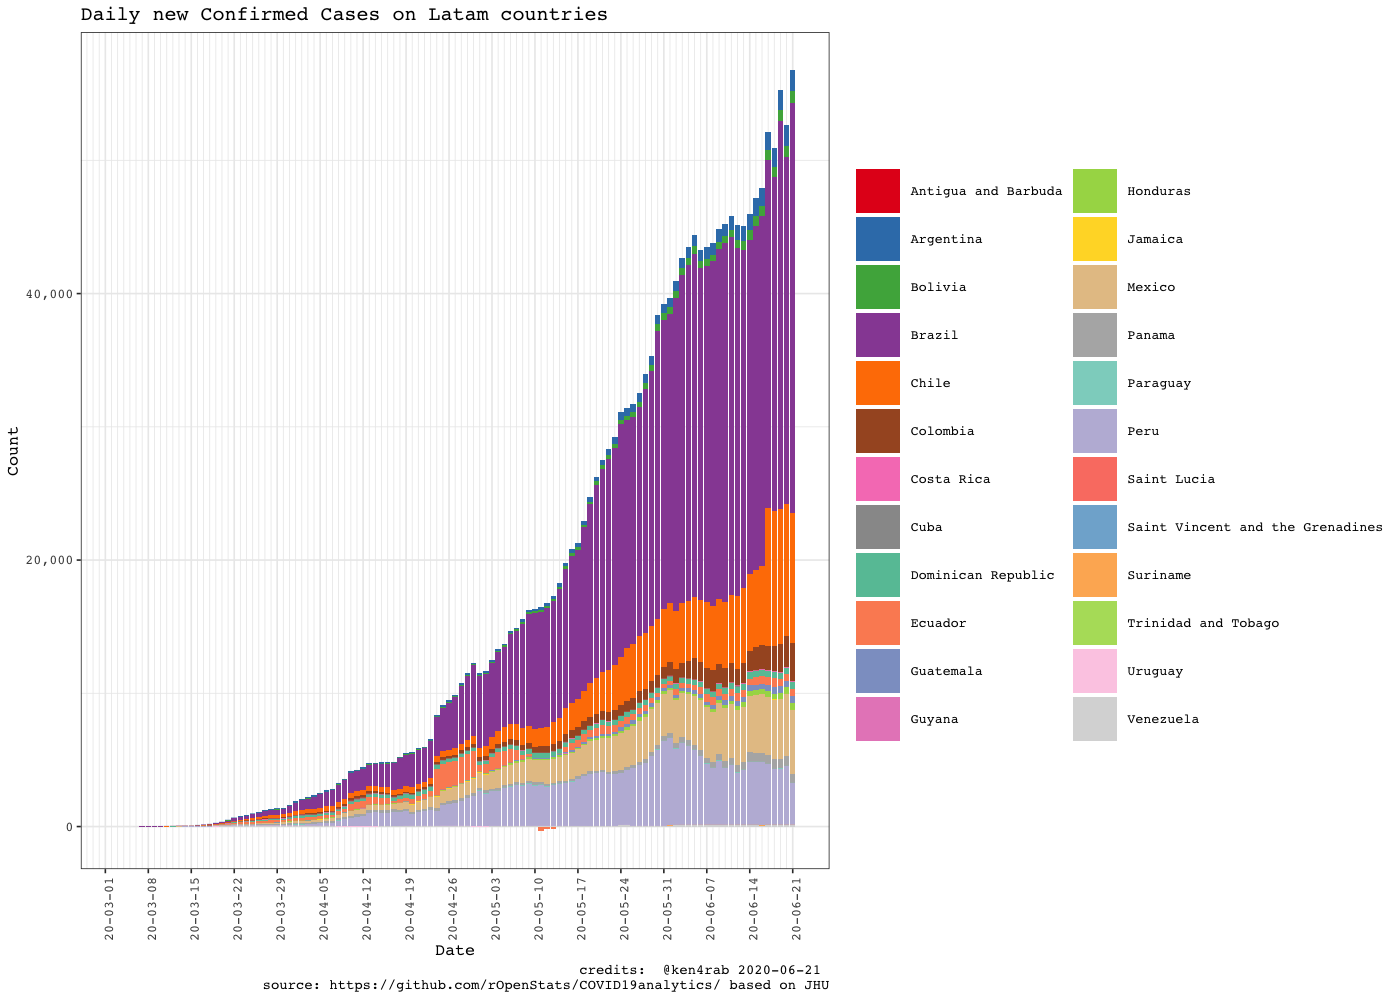 Daily new Confirmed Cases on Latam countries
Count
40,000
20,000
0
20-03-01
20-03-08
20-03-15
20-03-22
20-03-29
20-04-05
20-04-12
20-04-19
20-04-26
20-05-03
20-05-10
20-05-17
20-05-24
20-05-31
20-06-07
20-06-14
20-06-21
Date
Antigua and Barbuda
Argentina
Bolivia
Brazil
Chile
Colombia
Costa Rica
Cuba
Dominican Republic
Ecuador
Guatemala
Guyana
Honduras
Jamaica
Mexico
Panama
Paraguay
Peru
Saint Lucia
Saint Vincent and the Grenadines
Suriname
Trinidad and Tobago
Uruguay
Venezuela
credits:  @ken4rab 2020-06-21
source: https://github.com/rOpenStats/COVID19analytics/ based on JHU